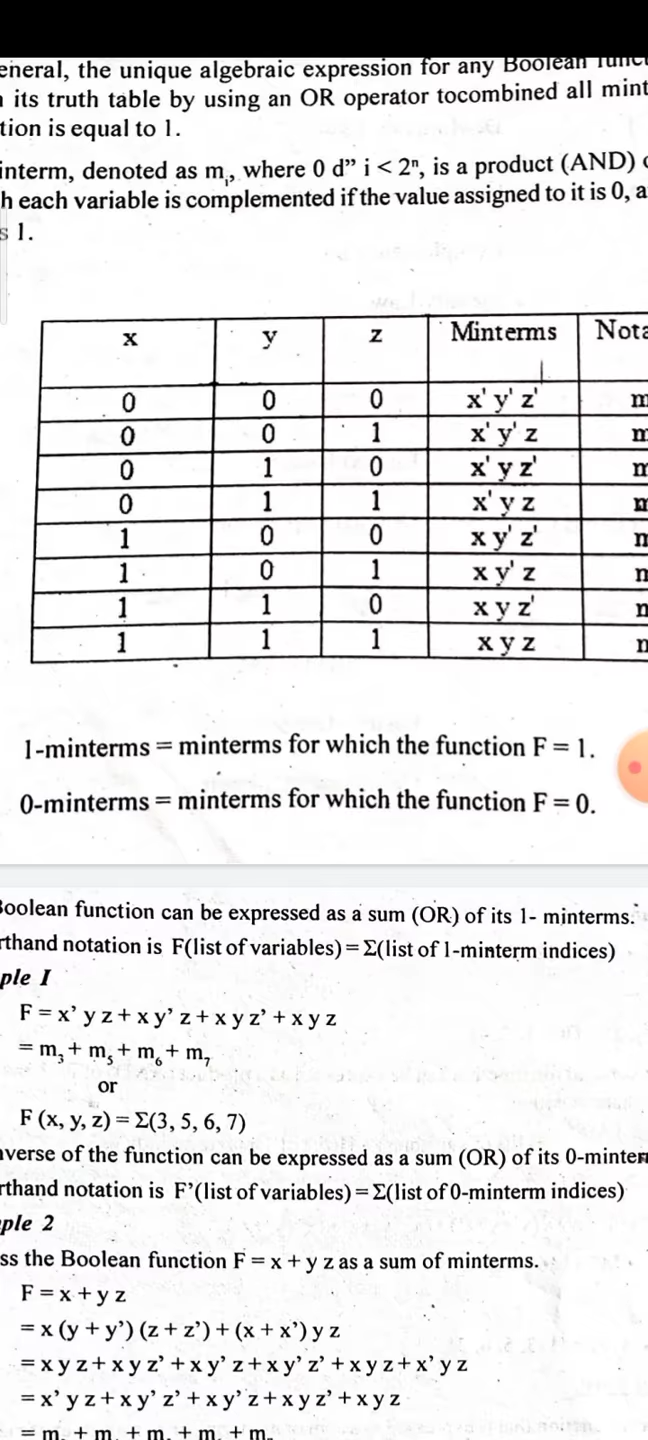 eneral, the unique algebraic expression for any Boolean
its truth table by using an OR operator tocombined all mint
tion is equal to 1.
interm, denoted as mᵢ, where 0 d” i < 2ⁿ, is a product (AND)
h each variable is complemented if the value assigned to it is 0, a
s 1.
x y z Minterms Nota
0 0 0 x' y' z' m
0 0 1 x' y' z m
0 1 0 x' y z' m
0 1 1 x' y z m
1 0 0 x y' z' m
1 0 1 x y' z m
1 1 0 x y z' m
1 1 1 x y z m
1-minterms = minterms for which the function F = 1.
0-minterms = minterms for which the function F = 0.
Boolean function can be expressed as a sum (OR) of its 1- minterms.
rthand notation is F(list of variables) = Σ(list of 1-minterm indices)
ple I
F = x’ y z + x y’ z + x y z’ + x y z
= m₃ + m₅ + m₆ + m₇
or
F (x, y, z) = Σ(3, 5, 6, 7)
verse of the function can be expressed as a sum (OR) of its 0-minter
rthand notation is F’(list of variables) = Σ(list of 0-minterm indices)
ple 2
ss the Boolean function F = x + y z as a sum of minterms.
F = x + y z
= x (y + y’) (z + z’) + (x + x’) y z
= x y z + x y z’ + x y’ z + x y’ z’ + x y z + x’ y z
= x’ y z + x y’ z’ + x y’ z + x y z’ + x y z
= m + m + m + m + m